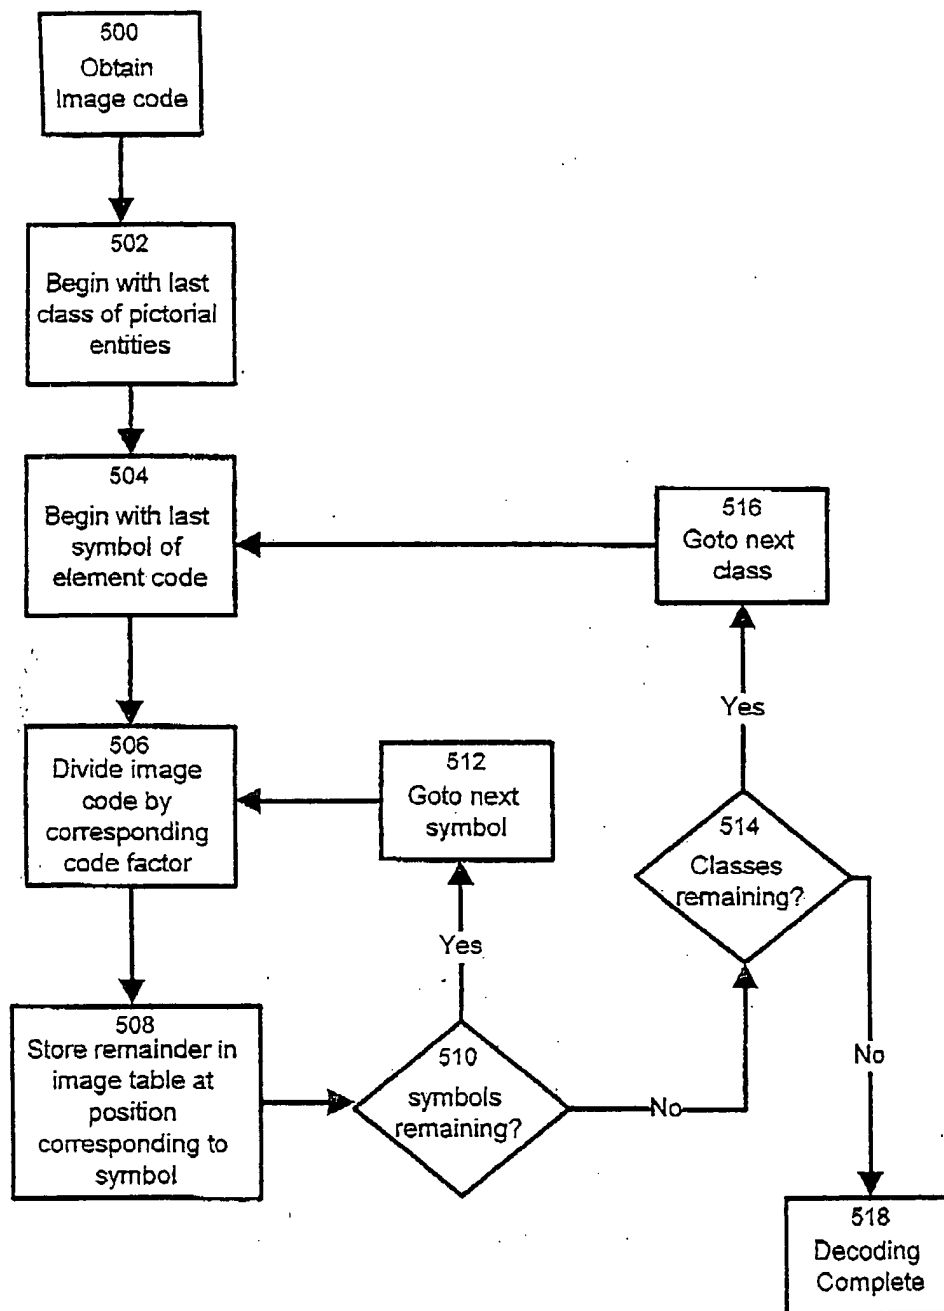 500
Obtain
Image code
502
Begin with last
class of pictorial
entities
504
Begin with last
symbol of
element code
516
Goto next
class
Yes
506
Divide image
code by
corresponding
code factor
512
Goto next
symbol
514
Classes
remaining?
Yes
508
Store remainder in
image table at
position
corresponding to
symbol
510
symbols
remaining?
No
No
518
Decoding
Complete